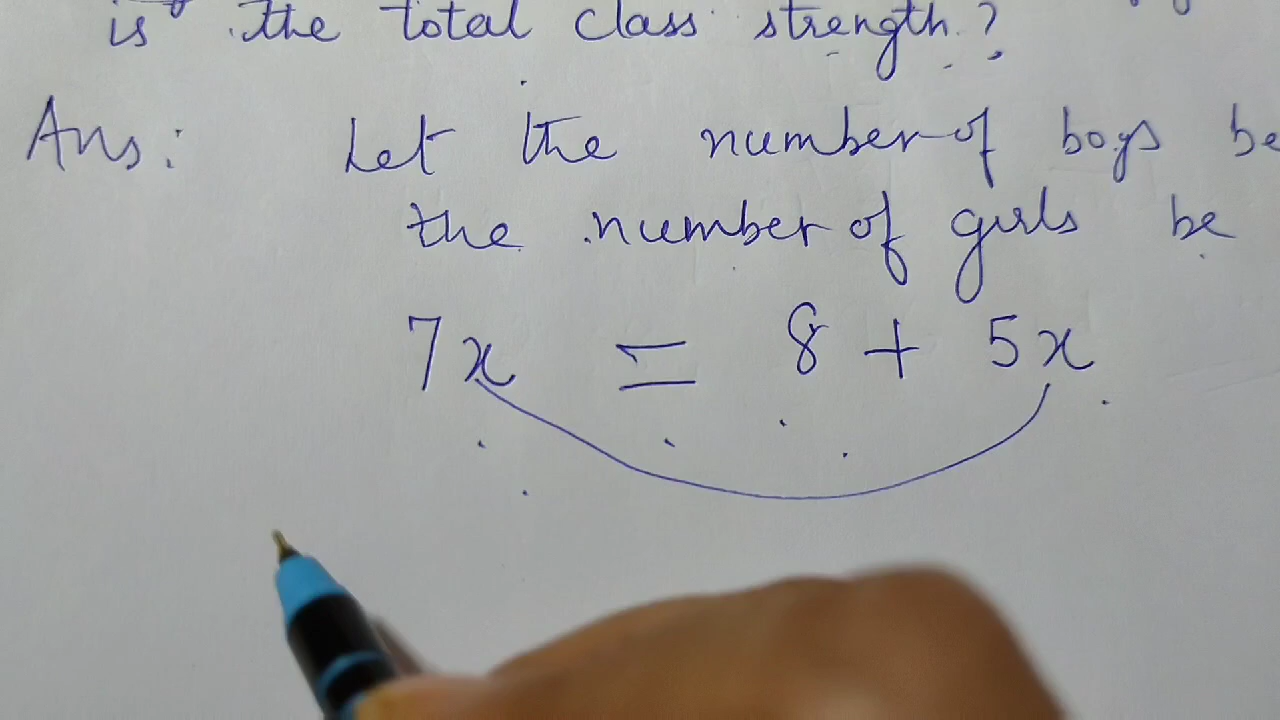 is the total class strength?
Ans: Let the number of boys be
the number of girls be
7x = 8 + 5x